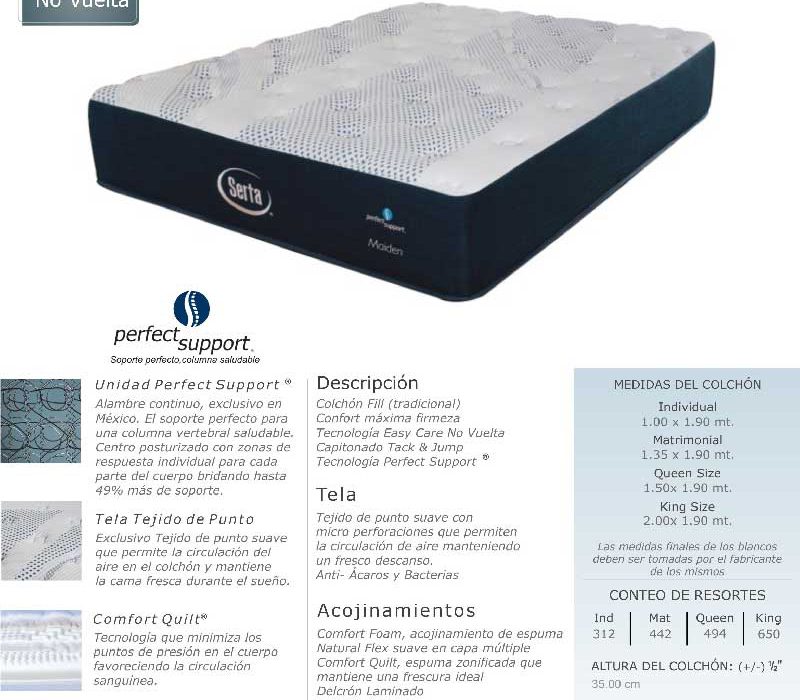 No Vuelta
Serta
perfect support
Maiden
perfect support
Soporte perfecto, columna saludable
Unidad Perfect Support ®
Alambre continuo, exclusivo en
México. El soporte perfecto para
una columna vertebral saludable.
Centro posturizado con zonas de
respuesta individual para cada
parte del cuerpo bridando hasta
49% más de soporte.
Tela Tejido de Punto
Exclusivo Tejido de punto suave
que permite la circulación del
aire en el colchón y mantiene
la cama fresca durante el sueño.
Comfort Quilt®
Tecnología que minimiza los
puntos de presión en el cuerpo
favoreciendo la circulación
sanguínea.
Descripción
Colchón Fill (tradicional)
Confort máxima firmeza
Tecnología Easy Care No Vuelta
Capitonado Tack & Jump
Tecnología Perfect Support ®
Tela
Tejido de punto suave con
micro perforaciones que permiten
la circulación de aire manteniendo
un fresco descanso.
Anti- Ácaros y Bacterias
Acojinamientos
Comfort Foam, acojinamiento de espuma
Natural Flex suave en capa múltiple
Comfort Quilt, espuma zonificada que
mantiene una frescura ideal
Delcrón Laminado
MEDIDAS DEL COLCHÓN
Individual
1.00 x 1.90 mt.
Matrimonial
1.35 x 1.90 mt.
Queen Size
1.50x 1.90 mt.
King Size
2.00x 1.90 mt.
Las medidas finales de los blancos
deben ser tomadas por el fabricante
de los mismos
CONTEO DE RESORTES
Ind Mat Queen King
312 442 494 650
ALTURA DEL COLCHÓN: (+/-) ½"
35.00 cm